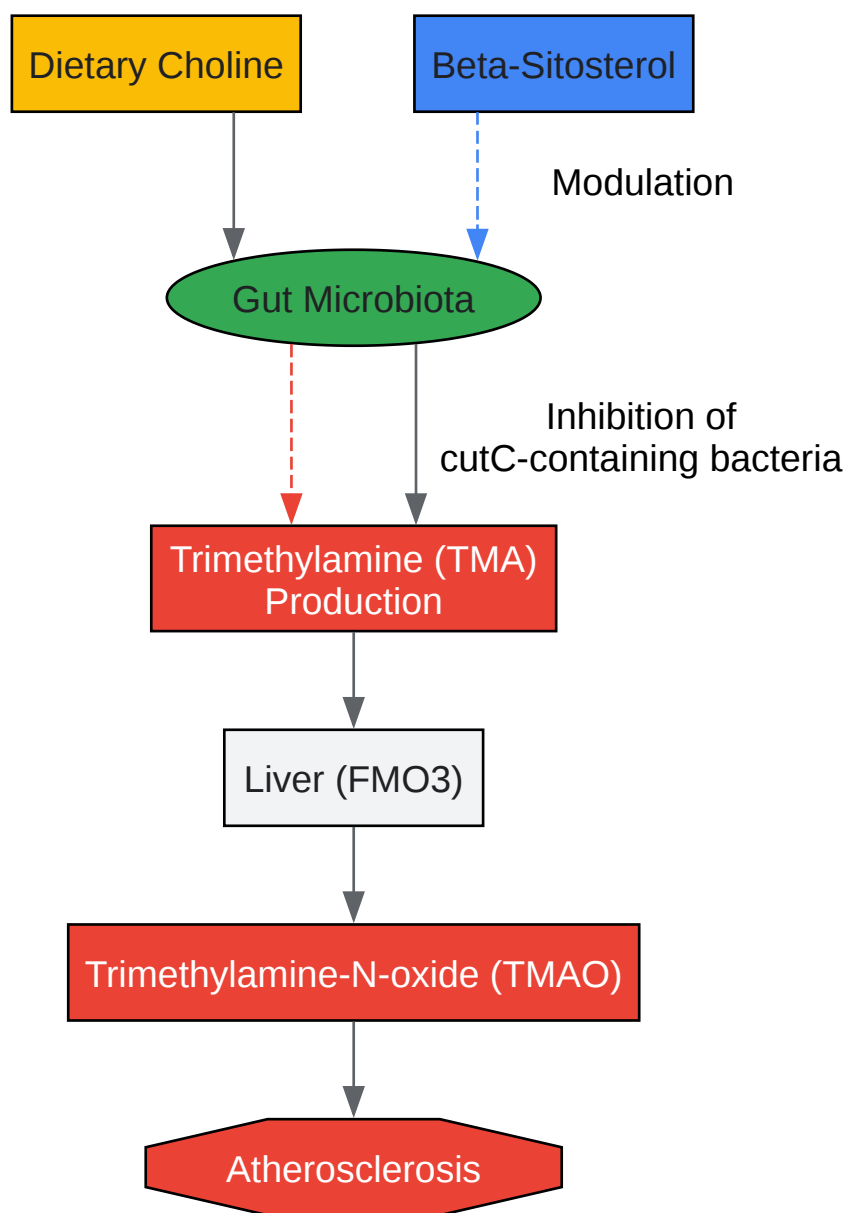 Dietary Choline
Beta-Sitosterol
Modulation
Gut Microbiota
Inhibition of
cutC-containing bacteria
Trimethylamine (TMA)
Production
Liver (FMO3)
Trimethylamine-N-oxide (TMAO)
Atherosclerosis